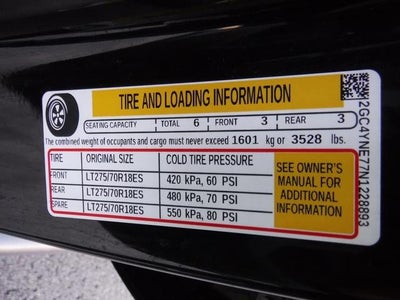 TIRE AND LOADING INFORMATION
SEATING CAPACITY TOTAL 6 FRONT 3 REAR 3
The combined weight of occupants and cargo must never exceed 1601 kg or 3528 lbs.
TIRE ORIGINAL SIZE COLD TIRE PRESSURE
FRONT LT275/70R18ES 420 kPa, 60 PSI
REAR LT275/70R18ES 480 kPa, 70 PSI
SPARE LT275/70R18ES 550 kPa, 80 PSI
SEE OWNER'S
MANUAL FOR
ADDITIONAL
INFORMATION
2GC4YNE77N1228893